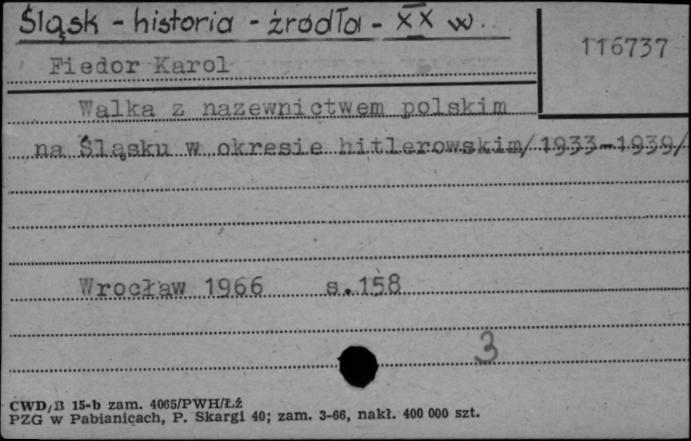 Śląsk - historia - źródła - XX w.
116737
Fiedor Karol
Walka z nazewnictwem polskim
na Śląsku w okresie hitlerowskim/1933-1939/
Wrocław 1966 s.158
3
CWD/B 15-b zam. 4065/PWH/Łź
PZG w Pabianicach, P. Skargi 40; zam. 3-66, nakł. 400 000 szt.